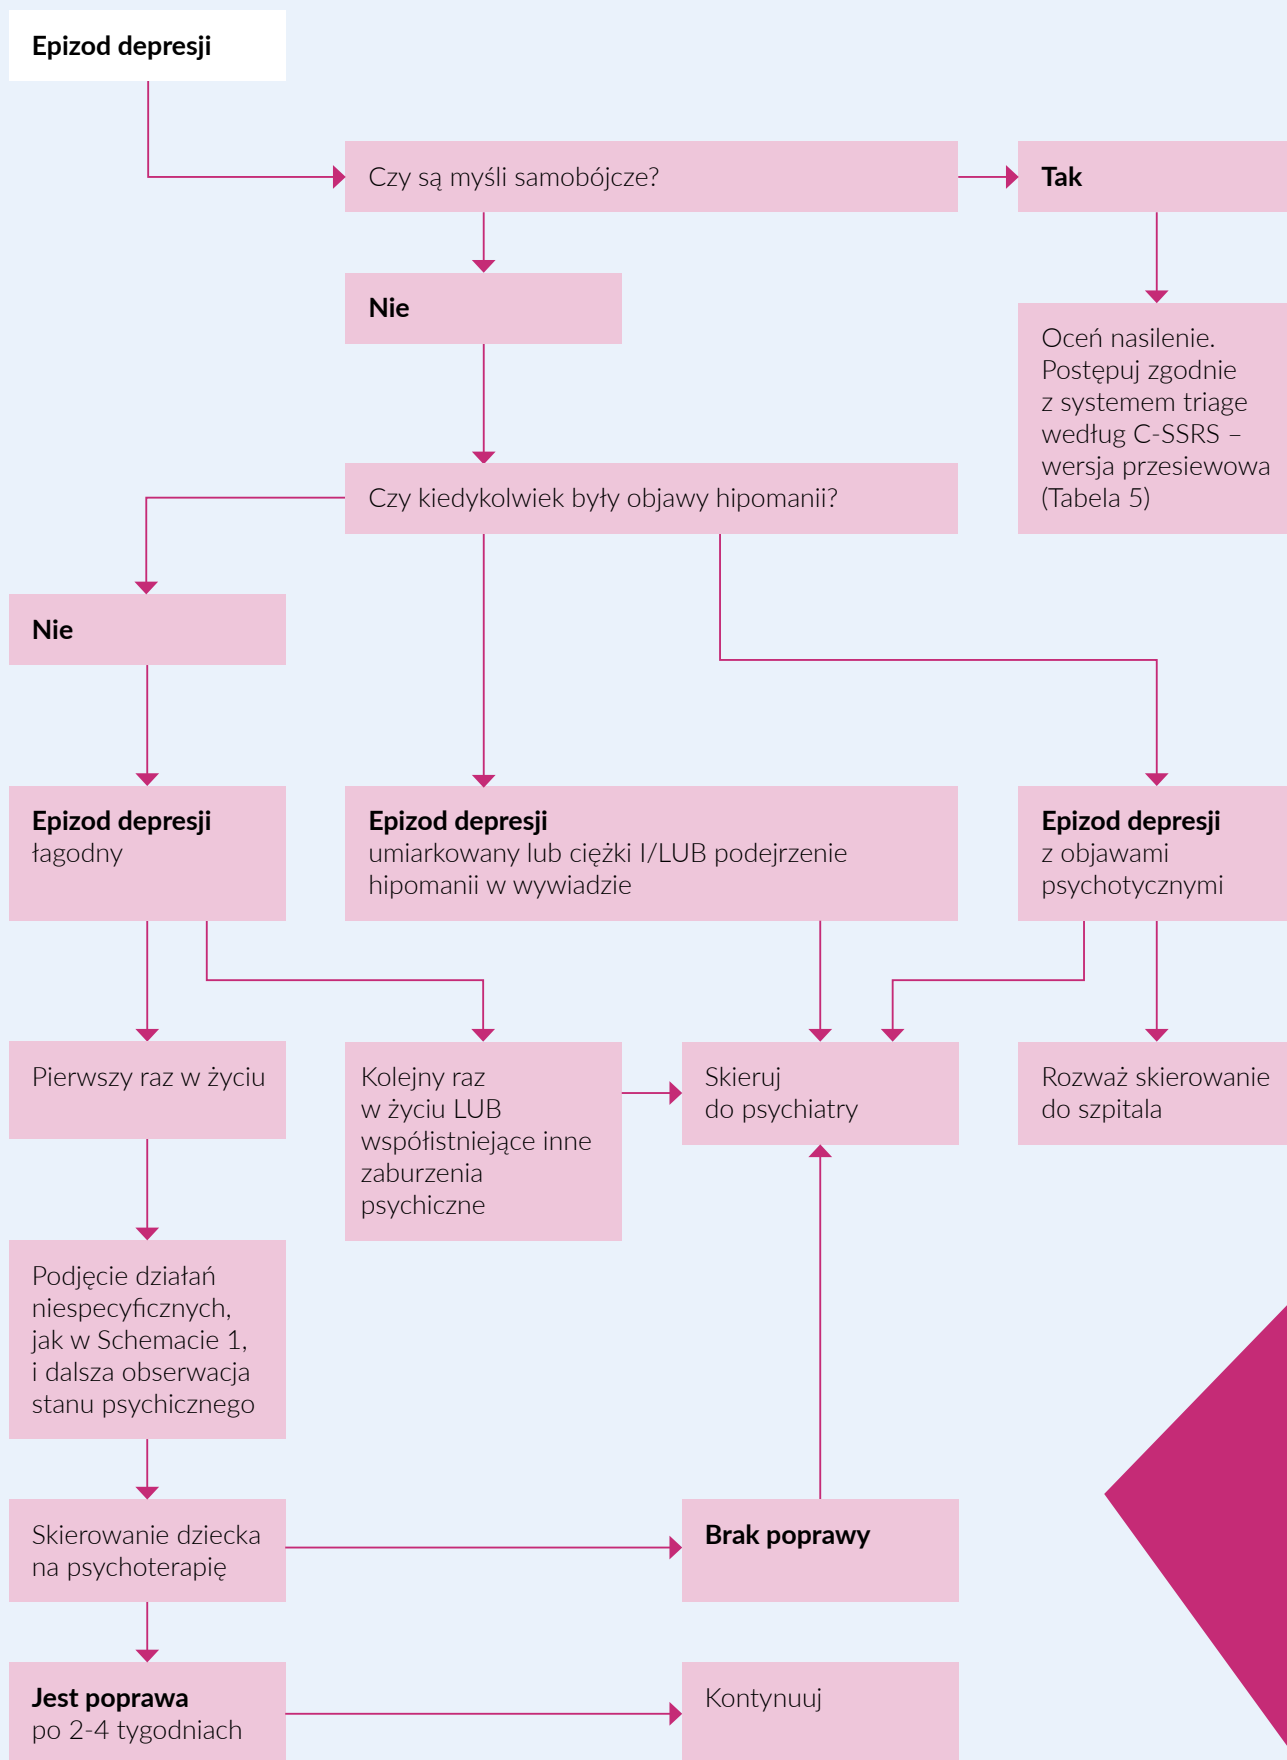 Epizod depresji
Czy są myśli samobójcze?
Tak
Nie
Oceń nasilenie.
Postępuj zgodnie
z systemem triage
według C-SSRS –
wersja przesiewowa
(Tabela 5)
Czy kiedykolwiek były objawy hipomanii?
Nie
Epizod depresji
łagodny
Epizod depresji
umiarkowany lub ciężki I/LUB podejrzenie
hipomanii w wywiadzie
Epizod depresji
z objawami
psychotycznymi
Pierwszy raz w życiu
Kolejny raz
w życiu LUB
współistniejące inne
zaburzenia
psychiczne
Skieruj
do psychiatry
Rozważ skierowanie
do szpitala
Podjęcie działań
niespecyficznych,
jak w Schemacie 1,
i dalsza obserwacja
stanu psychicznego
Skierowanie dziecka
na psychoterapię
Brak poprawy
Jest poprawa
po 2-4 tygodniach
Kontynuuj